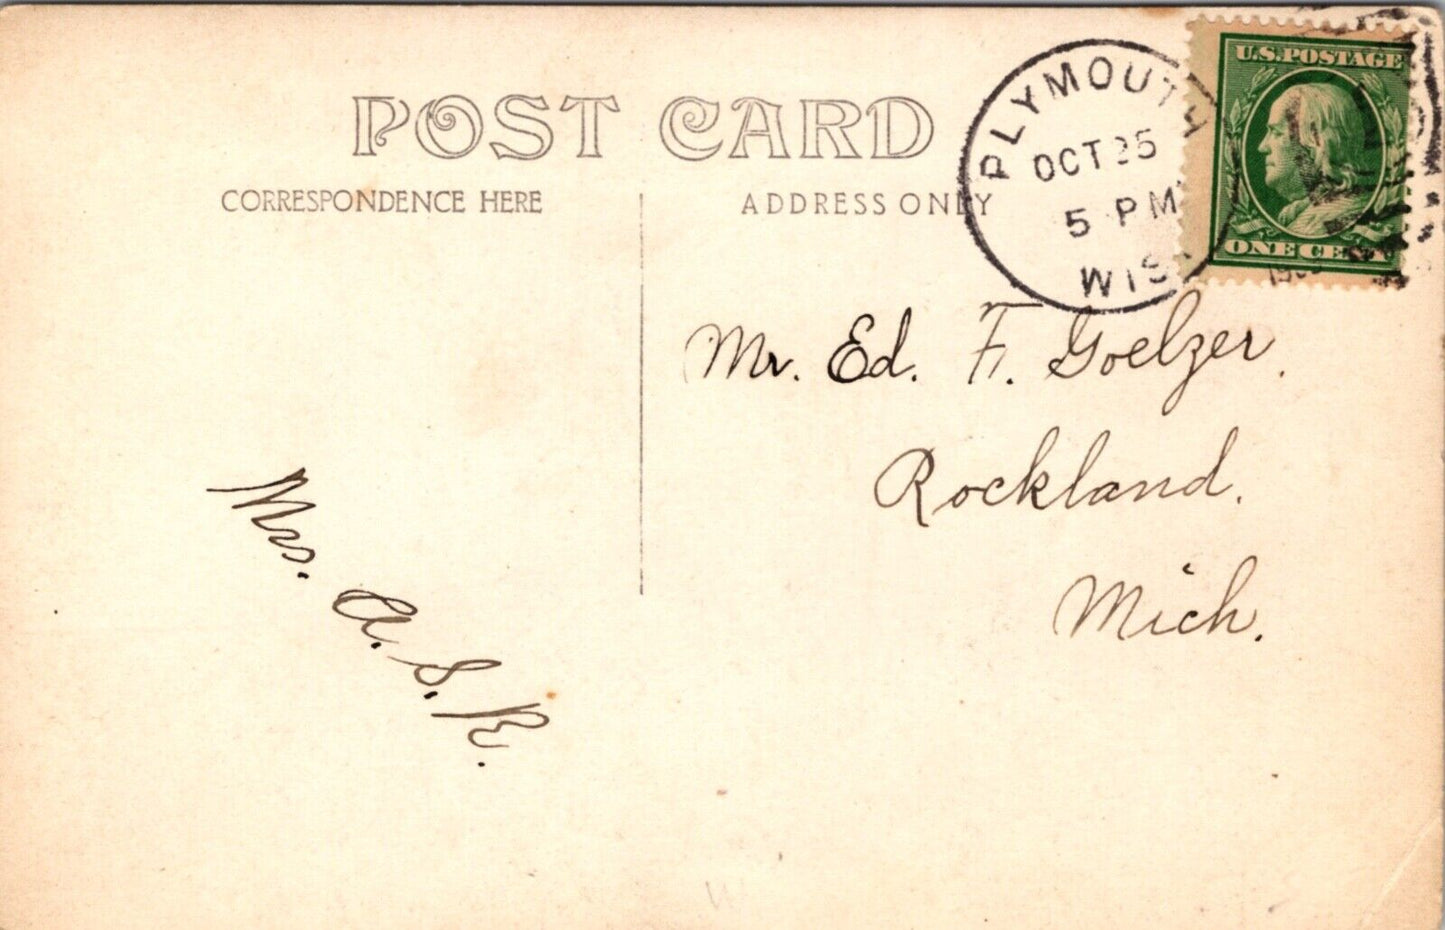 POST CARD
CORRESPONDENCE HERE
ADDRESS ONLY
PLYMOUTH
OCT 25
5 PM
WIS.
U.S. POSTAGE
ONE CENT
Mr. Ed. F. Goelzer.
Rockland.
Mich.
Mrs. A. S. R.